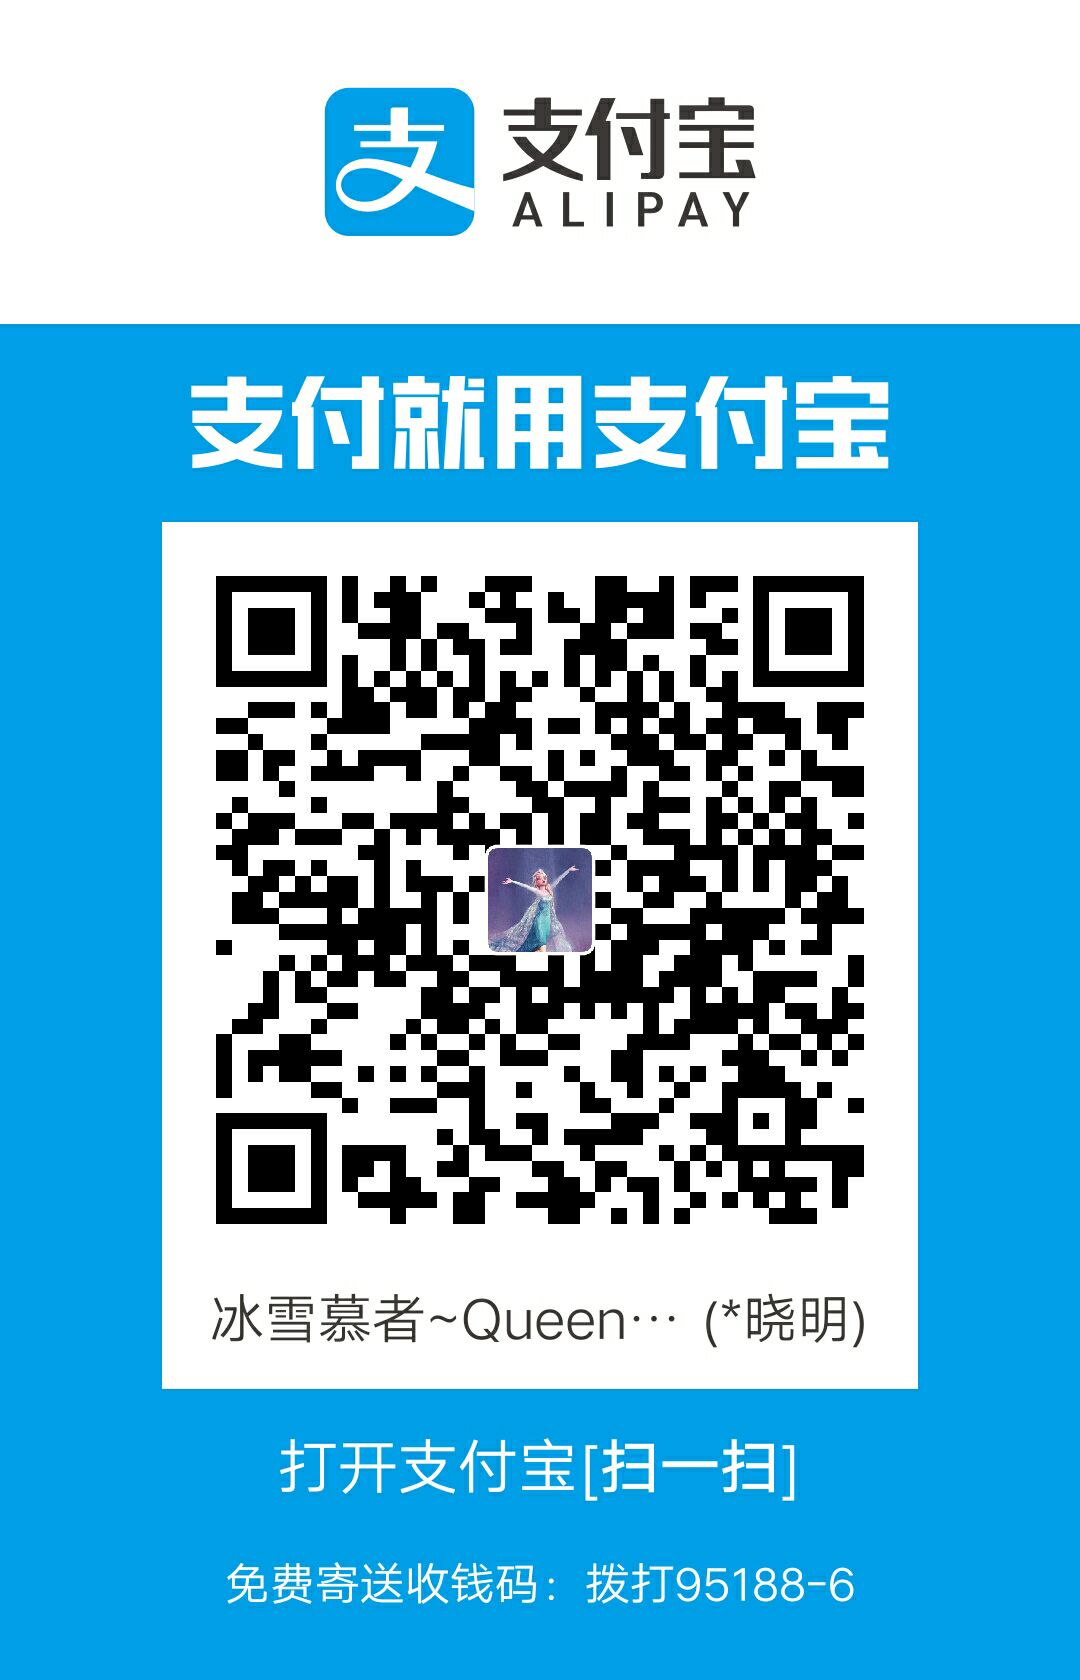 支 支付宝
ALIPAY
支付就用支付宝
冰雪慕者~Queen··· (*晓明)
打开支付宝[扫一扫]
免费寄送收钱码：拨打95188-6